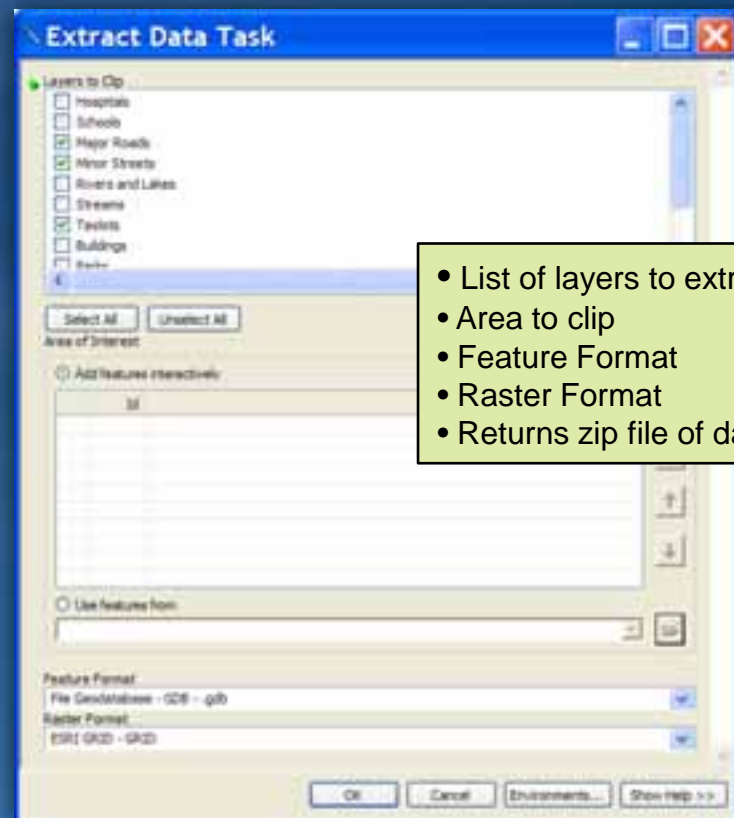 Extract Data Task
Layers to Clip
Hospitals
Schools
Major Roads
Minor Streets
Rivers and Lakes
Streams
Taxlots
Buildings
Parks
• List of layers to extr
• Area to clip
• Feature Format
• Raster Format
• Returns zip file of da
Select All Unselect All
Area of Interest
Add features interactively
Id
Use features from:
Feature Format
File Geodatabase - GDB - .gdb
Raster Format
ESRI GRID - GRID
OK Cancel Environments... Show Help >>